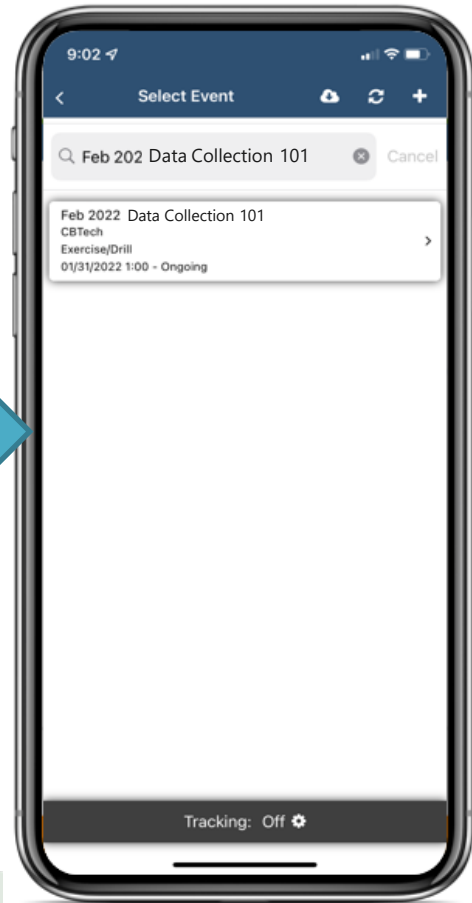 9:02
Select Event
Feb 202 Data Collection 101
Cancel
Feb 2022 Data Collection 101
CBTech
Exercise/Drill
01/31/2022 1:00 - Ongoing
Tracking: Off